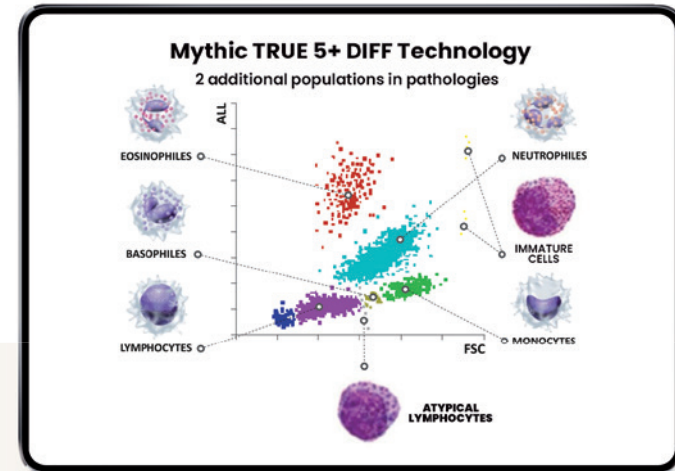 Mythic TRUE 5+ DIFF Technology
2 additional populations in pathologies
ALL
EOSINOPHILES
NEUTROPHILES
BASOPHILES
IMMATURE
CELLS
LYMPHOCYTES
FSC
MONOCYTES
ATYPICAL
LYMPHOCYTES